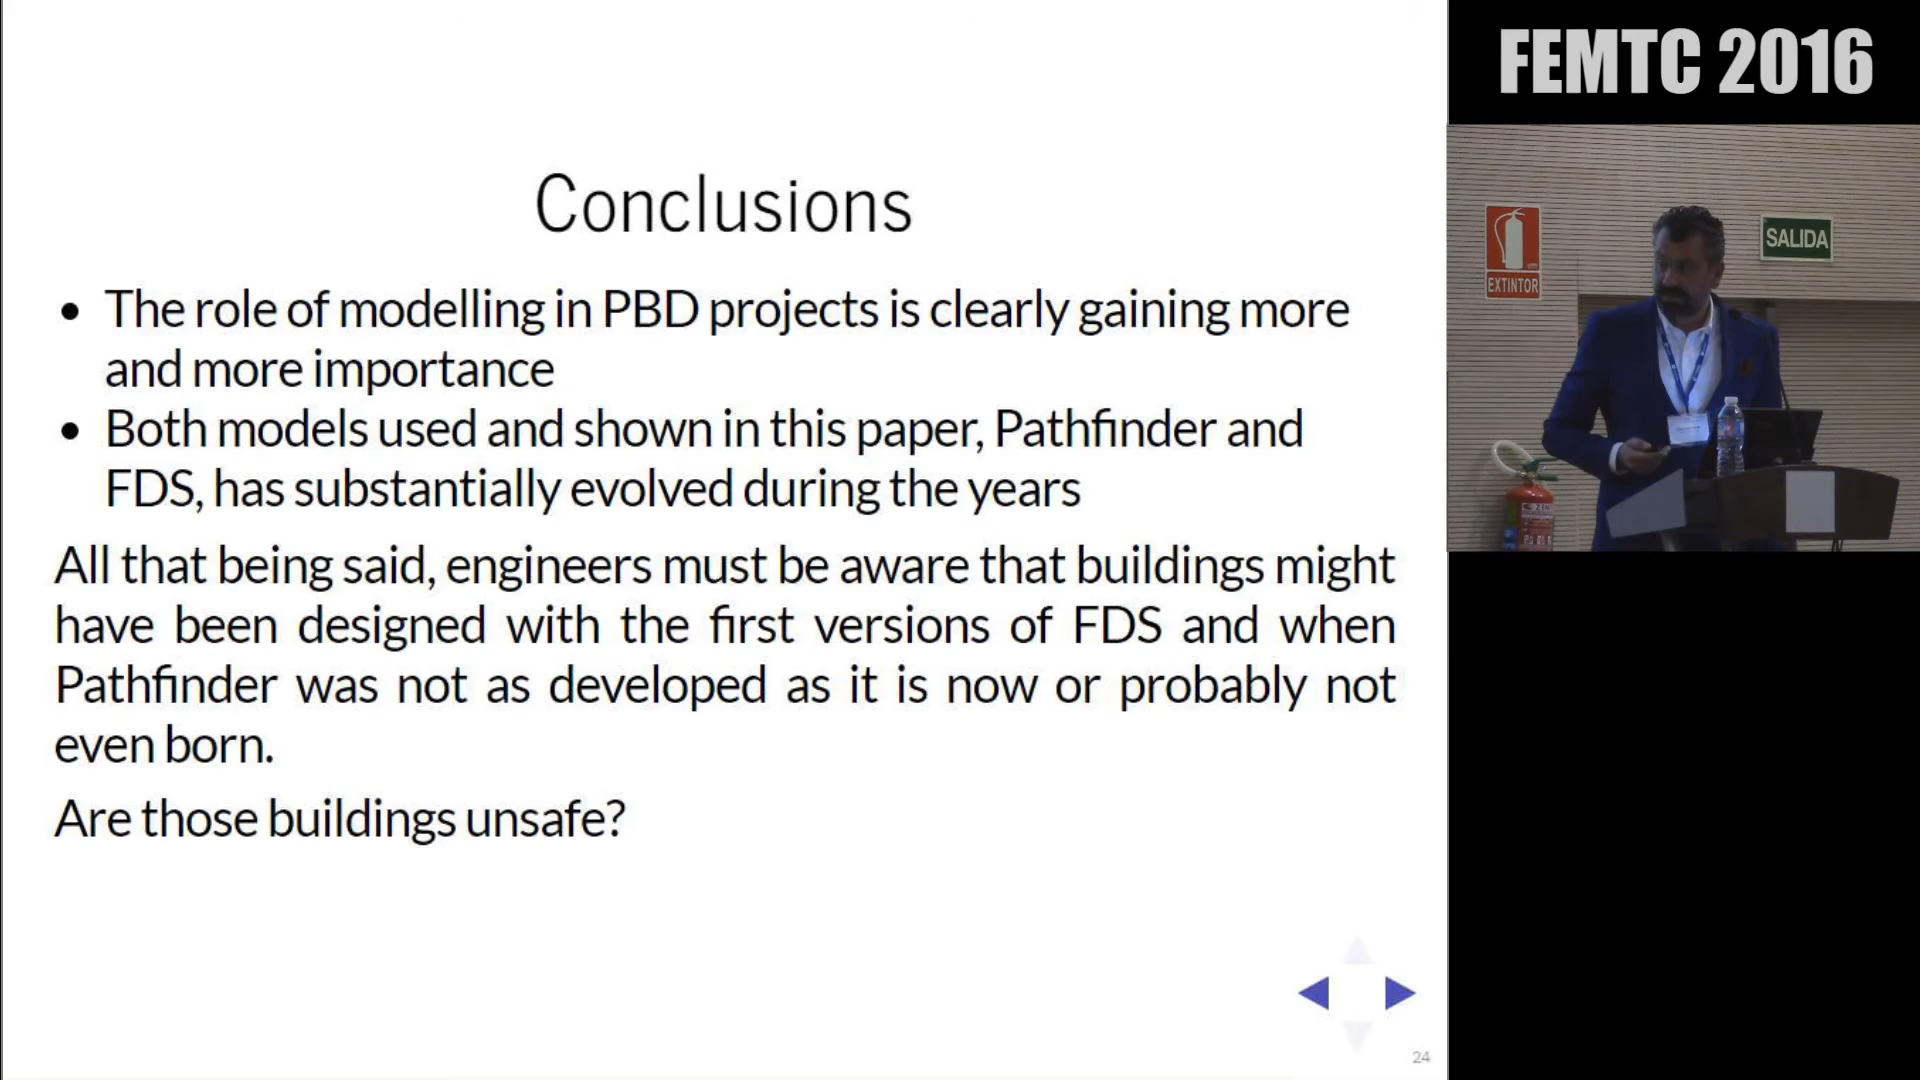 FEMTC 2016
Conclusions
• The role of modelling in PBD projects is clearly gaining more
and more importance
• Both models used and shown in this paper, Pathfinder and
FDS, has substantially evolved during the years
All that being said, engineers must be aware that buildings might
have been designed with the first versions of FDS and when
Pathfinder was not as developed as it is now or probably not
even born.
Are those buildings unsafe?
24
EXTINTOR
SALIDA